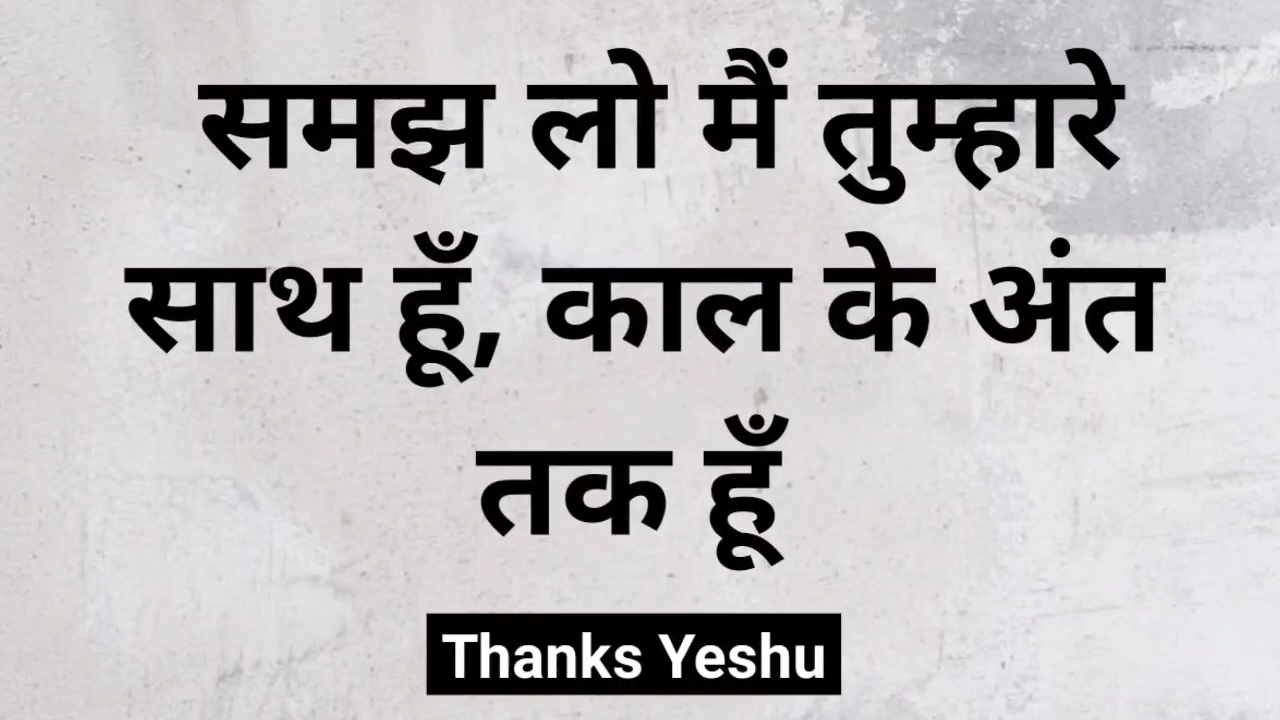 समझ लो मैं तुम्हारे
साथ हूँ, काल के अंत
तक हूँ
Thanks Yeshu